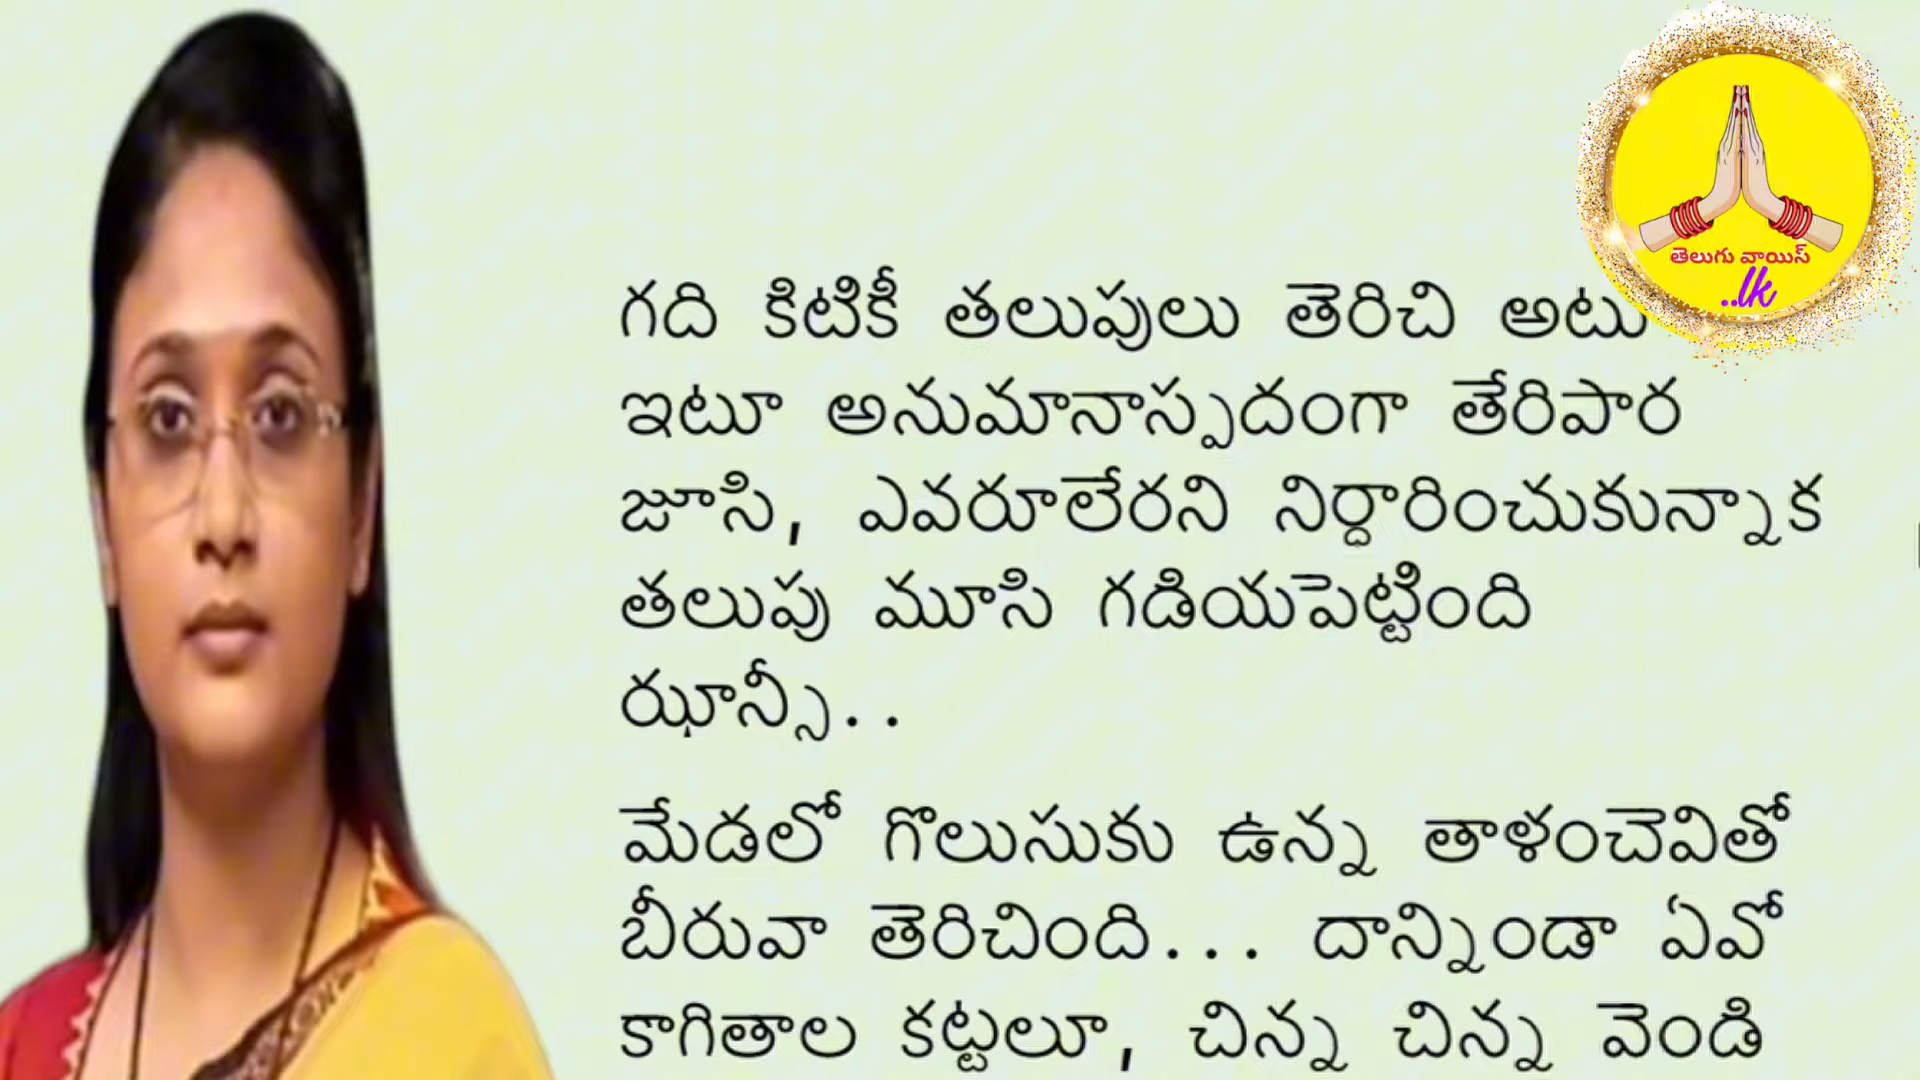 గది కిటికీ తలుపులు తెరిచి అటు
ఇటూ అనుమానాస్పదంగా తేరిపార
జూసి, ఎవరూలేరని నిర్దారించుకున్నాక
తలుపు మూసి గడియపెట్టింది
ఝాన్సీ..
మేడలో గొలుసుకు ఉన్న తాళంచెవితో
బీరువా తెరిచింది... దాన్నిండా ఏవో
కాగితాల కట్టలూ, చిన్న చిన్న వెండి
తెలుగు వాయిస్
..lk